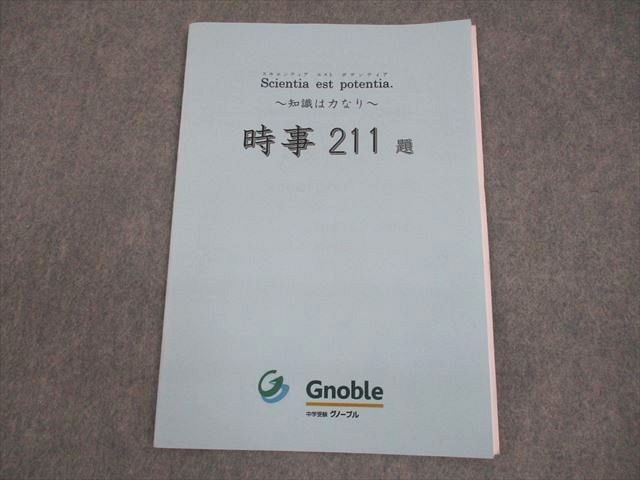 スキエンティア エスト ポテンティア
Scientia est potentia.
～知識は力なり～
時事 211 題
Gnoble
中学受験 グノーブル